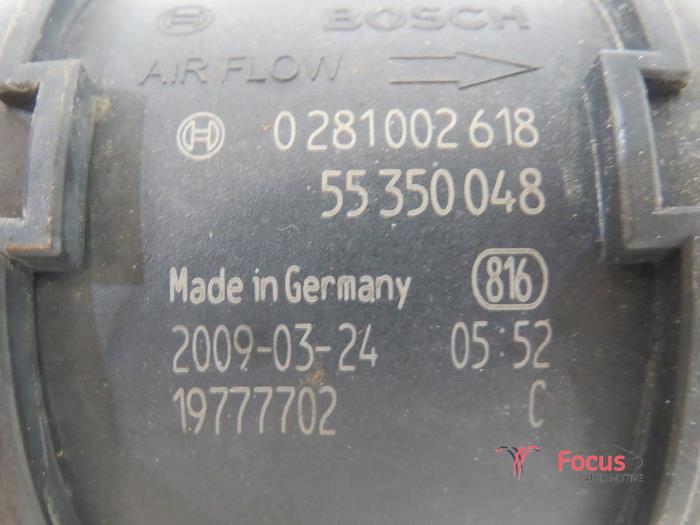 BOSCH
AIR FLOW
0 281 002 618
55 350 048
Made in Germany 816
2009-03-24 05:52
19777702 C
Focus
AUTOMOTIVE